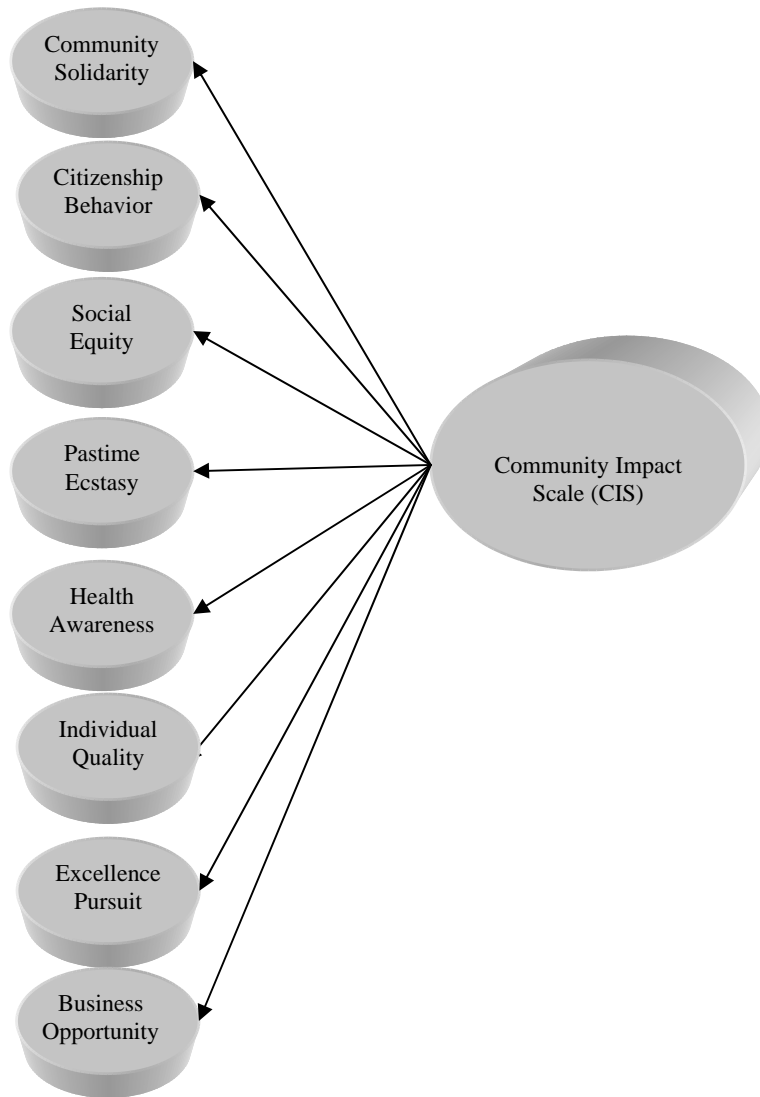 Community
Solidarity
Citizenship
Behavior
Social
Equity
Pastime
Ecstasy
Community Impact
Scale (CIS)
Health
Awareness
Individual
Quality
Excellence
Pursuit
Business
Opportunity